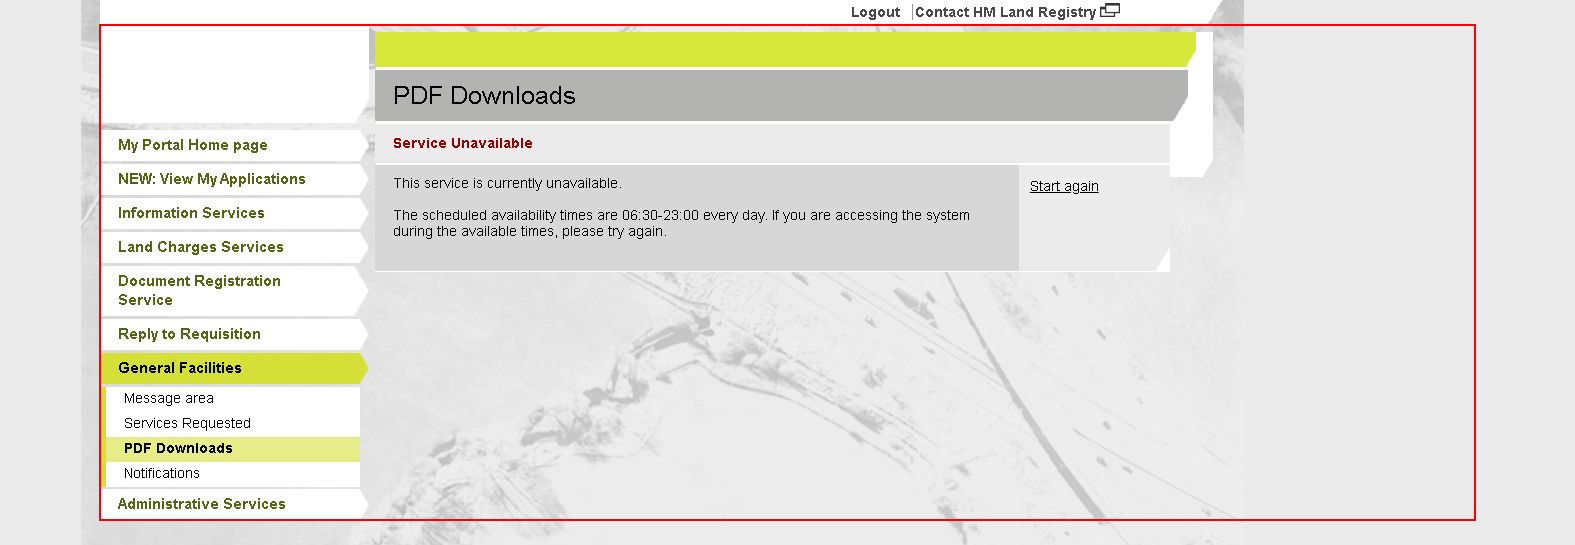 Logout
Contact HM Land Registry
PDF Downloads
Service Unavailable
This service is currently unavailable.
The scheduled availability times are 06:30-23:00 every day. If you are accessing the system
during the available times, please try again.
Start again
My Portal Home page
NEW: View My Applications
Information Services
Land Charges Services
Document Registration
Service
Reply to Requisition
General Facilities
Message area
Services Requested
PDF Downloads
Notifications
Administrative Services